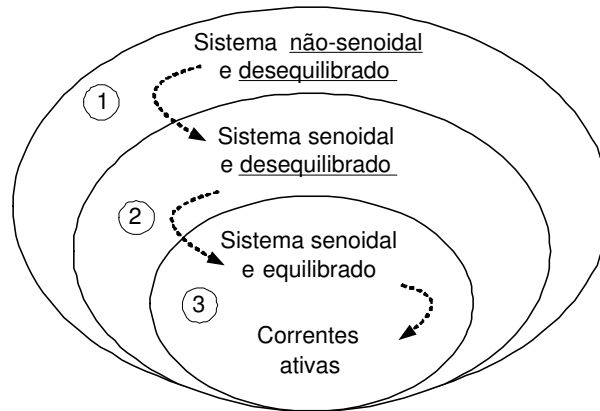 Sistema não-senoidal
e desequilibrado
1
Sistema senoidal
e desequilibrado
2
Sistema senoidal
e equilibrado
3
Correntes
ativas